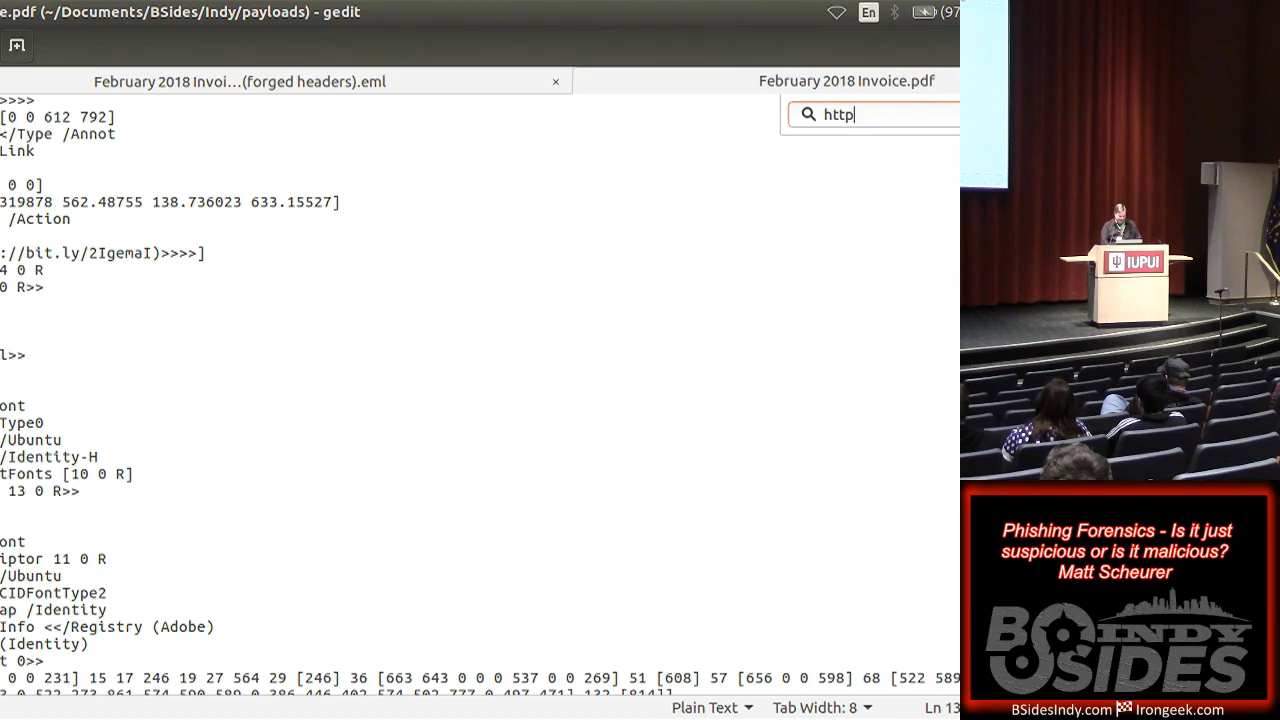 e.pdf (~/Documents/BSides/Indy/payloads) - gedit
En
(97
February 2018 Invoi…(forged headers).eml
×
February 2018 Invoice.pdf
http
>>>>
[0 0 612 792]
</Type /Annot
Link
0 0]
319878 562.48755 138.736023 633.15527]
/Action
://bit.ly/2IgemaI)>>>>]
4 0 R
0 R>>
l>>
ont
Type0
/Ubuntu
/Identity-H
tFonts [10 0 R]
13 0 R>>
ont
iptor 11 0 R
/Ubuntu
CIDFontType2
ap /Identity
Info <</Registry (Adobe)
(Identity)
t 0>>
0 0 231] 15 17 246 19 27 564 29 [246] 36 [663 643 0 0 0 537 0 0 269] 51 [608] 57 [656 0 0 598] 68 [522 589
Plain Text
Tab Width: 8
Ln 13
IUPUI
Phishing Forensics - Is it just
suspicious or is it malicious?
Matt Scheurer
BSIDES
INDY
BSidesIndy.com
Irongeek.com